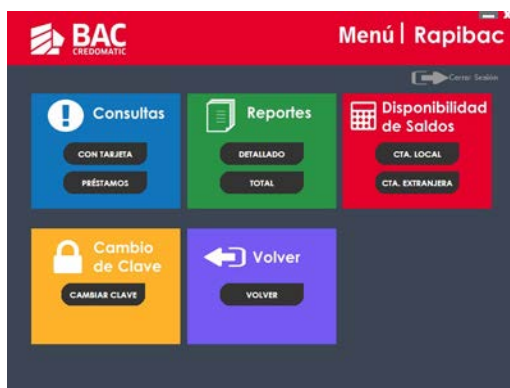 BAC
CREDOMATIC
Menú | Rapibac
Cerrar Sesión
Consultas
CON TARJETA
PRÉSTAMOS
Reportes
DETALLADO
TOTAL
Disponibilidad
de Saldos
CTA. LOCAL
CTA. EXTRANJERA
Cambio
de Clave
CAMBIAR CLAVE
Volver
VOLVER